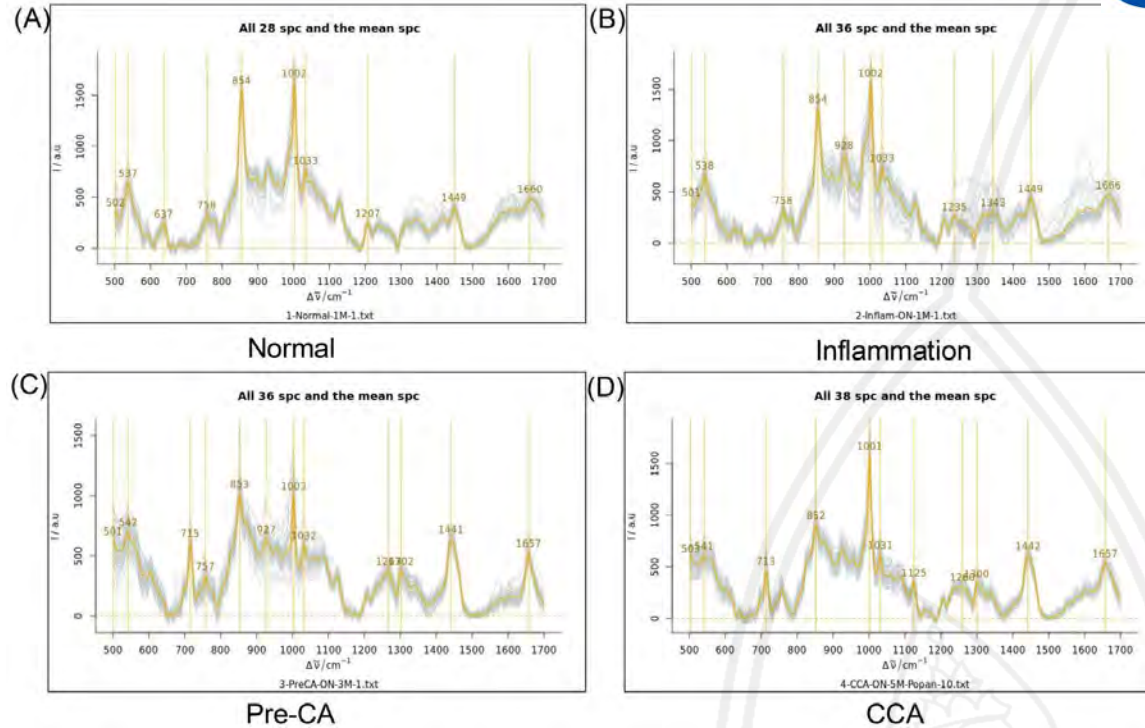 (A)
All 28 spc and the mean spc
I / a.u
0 500 1000 1500
502 537 637 758 854 1002 1033 1207 1449 1660
500 600 700 800 900 1000 1100 1200 1300 1400 1500 1600 1700
Δν̃/cm⁻¹
1-Normal-1M-1.txt
Normal
(B)
All 36 spc and the mean spc
I / a.u
0 500 1000 1500
501 538 758 854 928 1002 1033 1235 1343 1449 1666
500 600 700 800 900 1000 1100 1200 1300 1400 1500 1600 1700
Δν̃/cm⁻¹
2-Inflam-ON-1M-1.txt
Inflammation
(C)
All 36 spc and the mean spc
I / a.u
0 500 1000 1500
501 542 715 757 853 927 1003 1032 1302 1441 1657
500 600 700 800 900 1000 1100 1200 1300 1400 1500 1600 1700
Δν̃/cm⁻¹
3-PreCA-ON-3M-1.txt
Pre-CA
(D)
All 38 spc and the mean spc
I / a.u
0 500 1000 1500
503 541 713 852 1001 1031 1125 1260 1300 1442 1657
500 600 700 800 900 1000 1100 1200 1300 1400 1500 1600 1700
Δν̃/cm⁻¹
4-CCA-ON-5M-Popan-10.txt
CCA